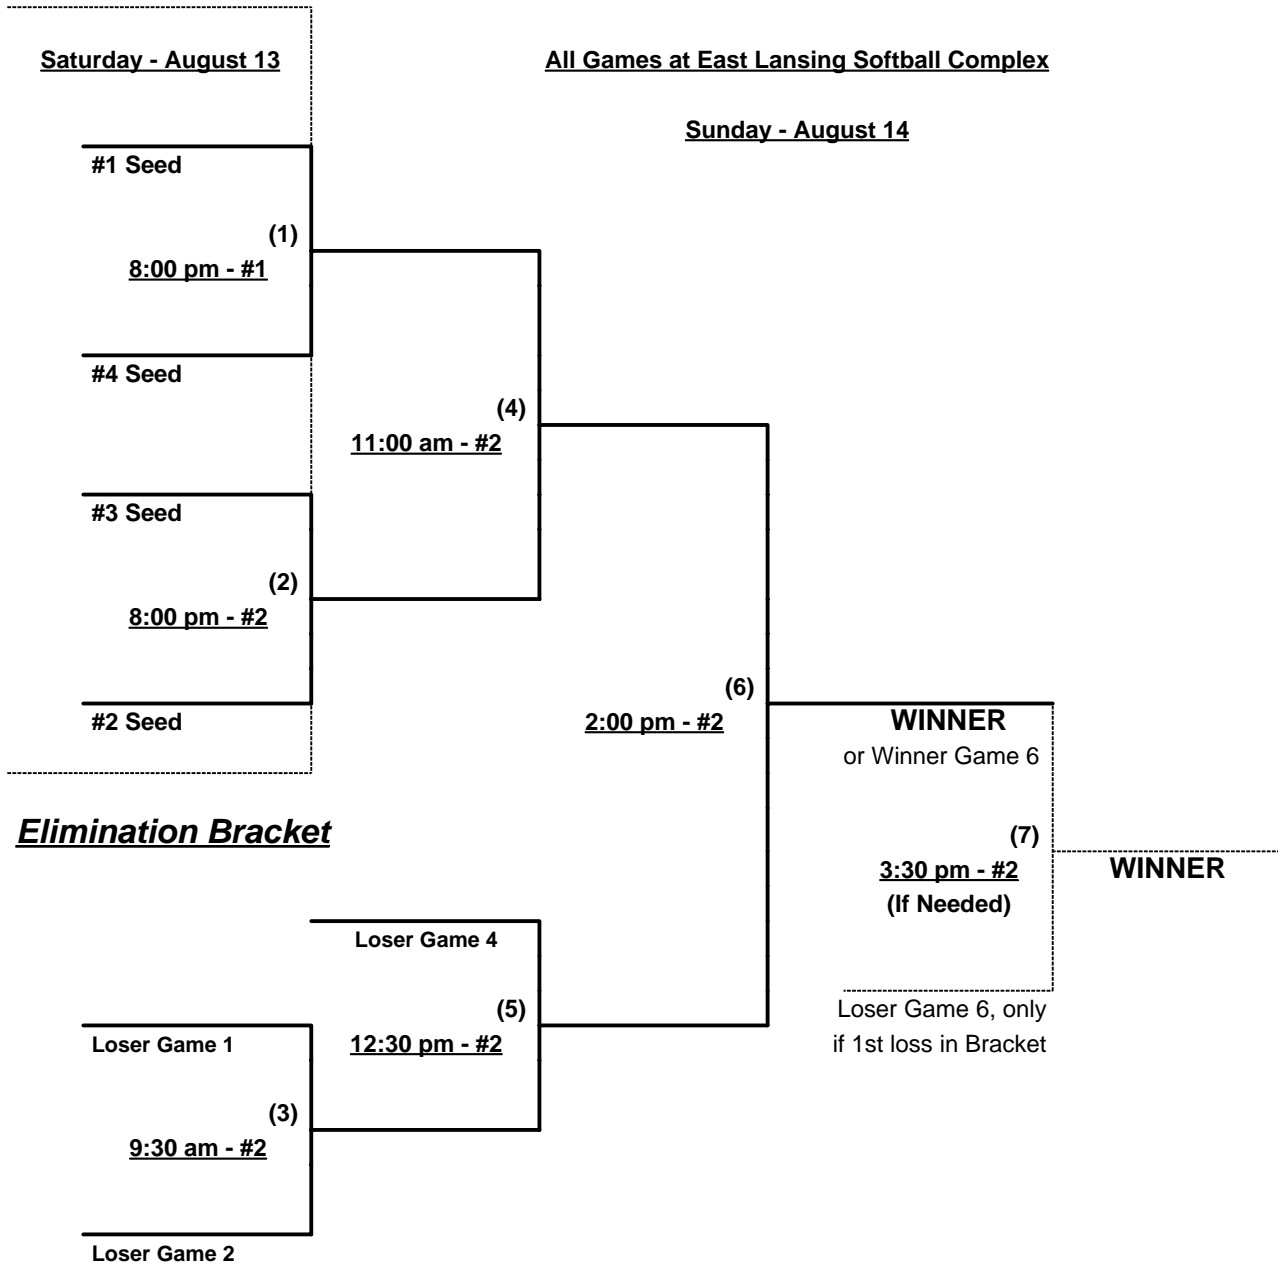 Saturday - August 13
All Games at East Lansing Softball Complex
Sunday - August 14
#1 Seed
(1)
8:00 pm - #1
#4 Seed
(4)
11:00 am - #2
#3 Seed
(2)
8:00 pm - #2
#2 Seed
(6)
2:00 pm - #2
WINNER
or Winner Game 6
Elimination Bracket
(7)
3:30 pm - #2
(If Needed)
WINNER
Loser Game 4
(5)
12:30 pm - #2
Loser Game 6, only
if 1st loss in Bracket
Loser Game 1
(3)
9:30 am - #2
Loser Game 2